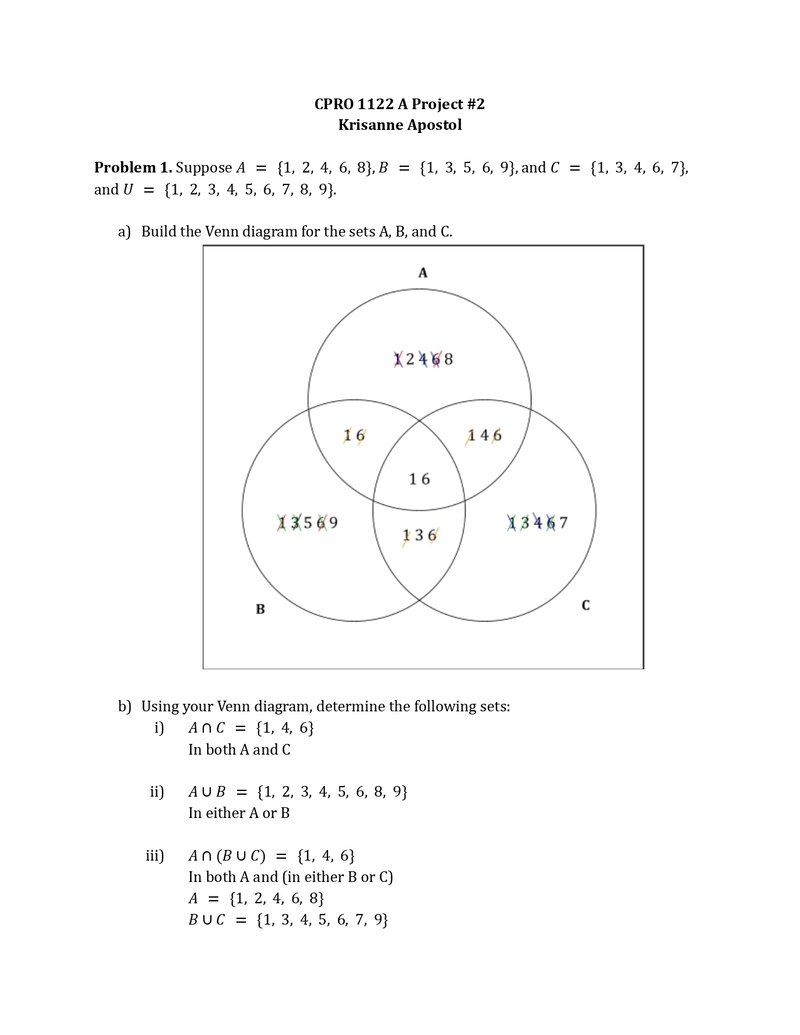 CPRO 1122 A Project #2
Krisanne Apostol
Problem 1. Suppose A = {1, 2, 4, 6, 8}, B = {1, 3, 5, 6, 9}, and C = {1, 3, 4, 6, 7},
and U = {1, 2, 3, 4, 5, 6, 7, 8, 9}.
a) Build the Venn diagram for the sets A, B, and C.
A
1 2 4 6 8
1 6
1 4 6
1 6
1 3 5 6 9
1 3 6
1 3 4 6 7
B
C
b) Using your Venn diagram, determine the following sets:
i) A ∩ C = {1, 4, 6}
In both A and C
ii) A ∪ B = {1, 2, 3, 4, 5, 6, 8, 9}
In either A or B
iii) A ∩ (B ∪ C) = {1, 4, 6}
In both A and (in either B or C)
A = {1, 2, 4, 6, 8}
B ∪ C = {1, 3, 4, 5, 6, 7, 9}